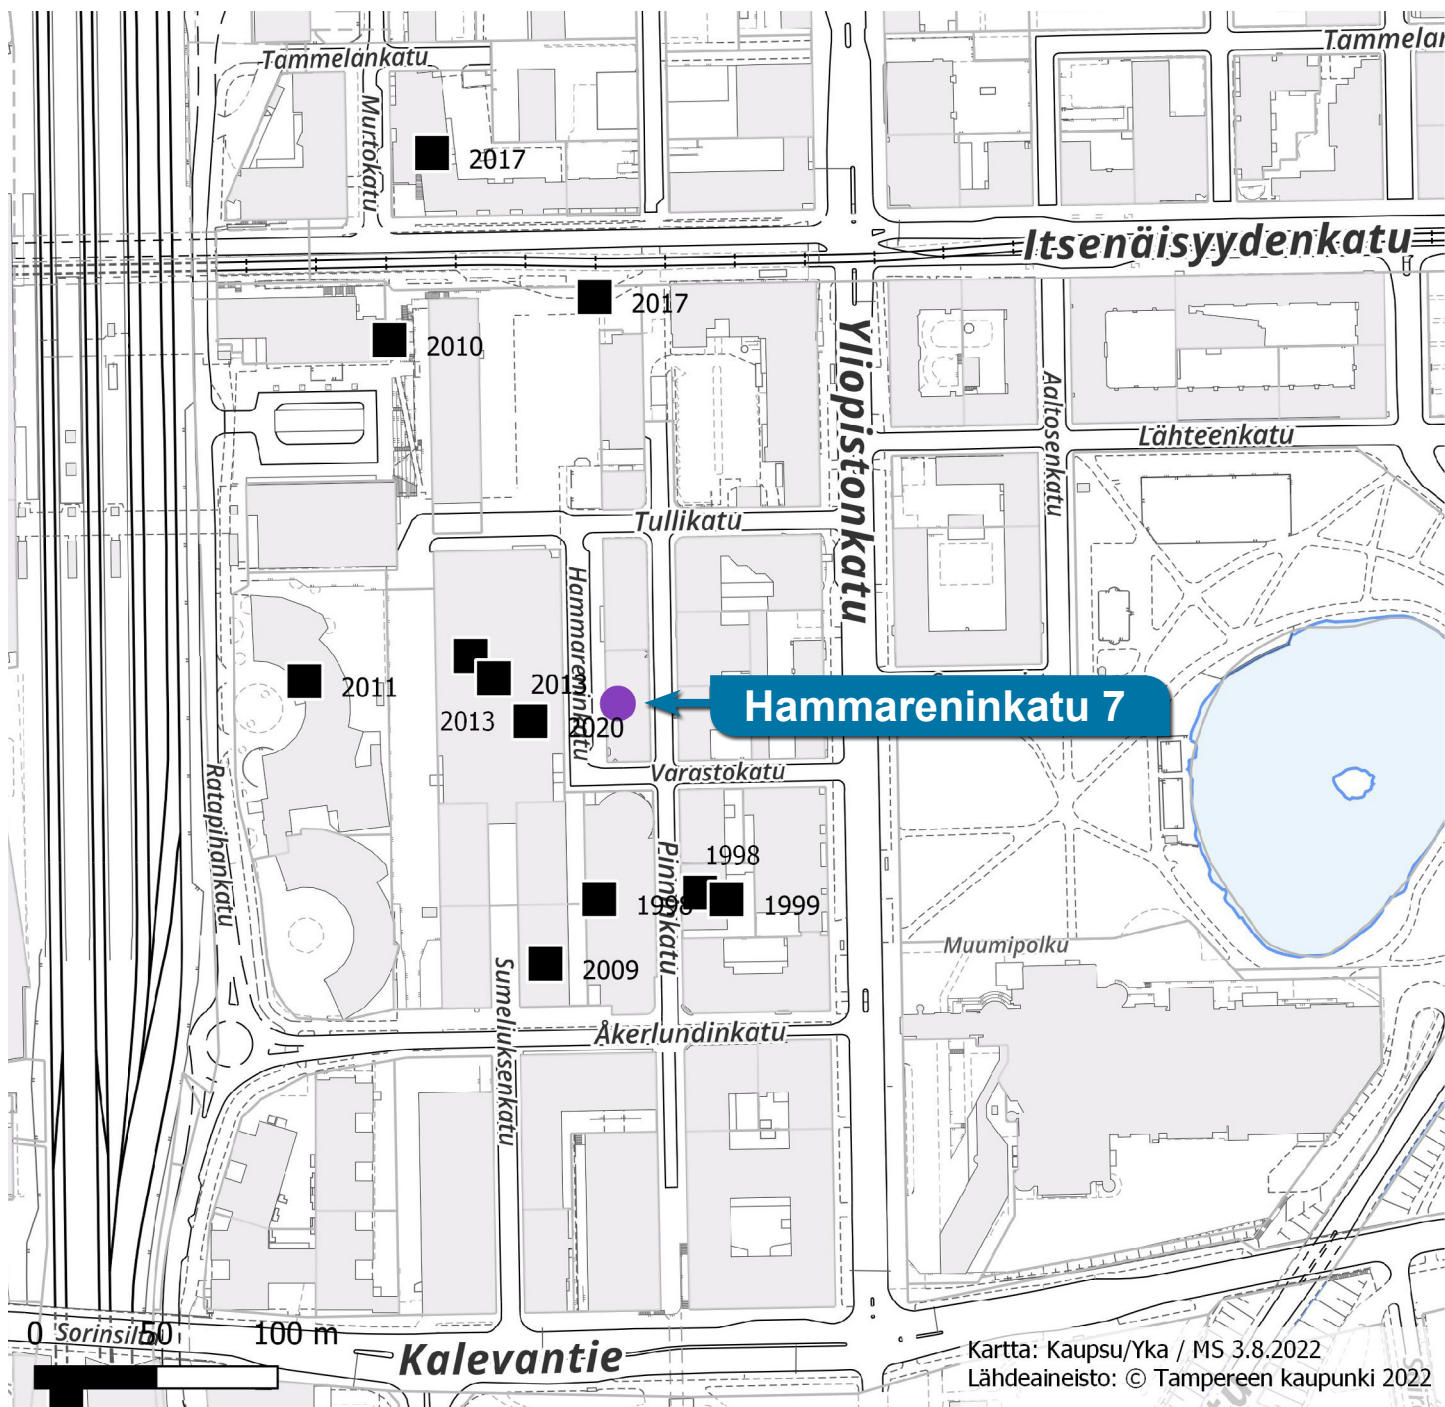 Tammelankatu
Tammelan
Murtokatu
2017
Itsenäisyydenkatu
2017
2010
Yliopistonkatu
Aaltosenkatu
Lähteenkatu
Tullikatu
Hammareninkatu
2011
2013
2013
2020
Hammareninkatu 7
Varastokatu
Ratapihankatu
Pinninkatu
1998
1998
1999
Muumipolku
2009
Sumeliuksenkatu
Åkerlundinkatu
0
50
100 m
Kalevantie
Kartta: Kaupsu/Yka / MS 3.8.2022
Lähdeaineisto: © Tampereen kaupunki 2022